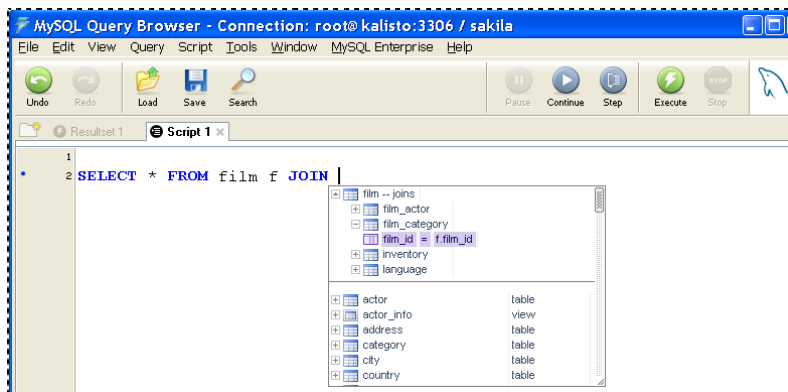 MySQL Query Browser - Connection: root@kalisto:3306 / sakila
File Edit View Query Script Tools Window MySQL Enterprise Help
Undo Redo Load Save Search Pause Continue Step Execute Stop
Resultset 1 Script 1
1
2 SELECT * FROM film f JOIN
film -- joins
film_actor
film_category
film_id = f.film_id
inventory
language
actor table
actor_info view
address table
category table
city table
country table